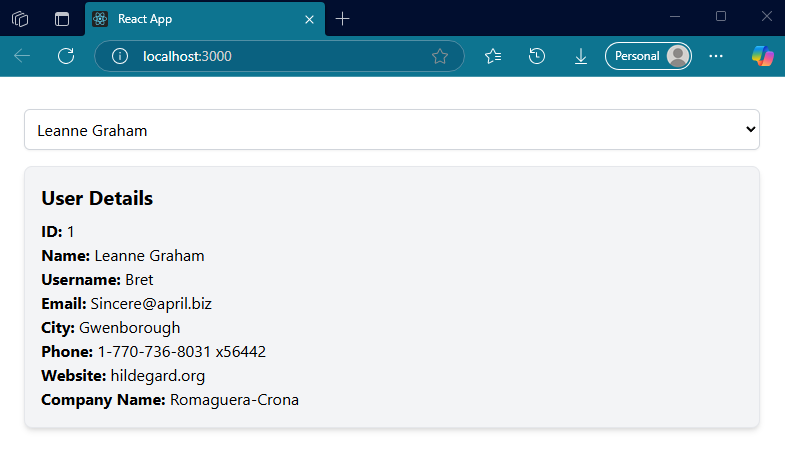 React App
localhost:3000
Personal
Leanne Graham
User Details
ID: 1
Name: Leanne Graham
Username: Bret
Email: Sincere@april.biz
City: Gwenborough
Phone: 1-770-736-8031 x56442
Website: hildegard.org
Company Name: Romaguera-Crona